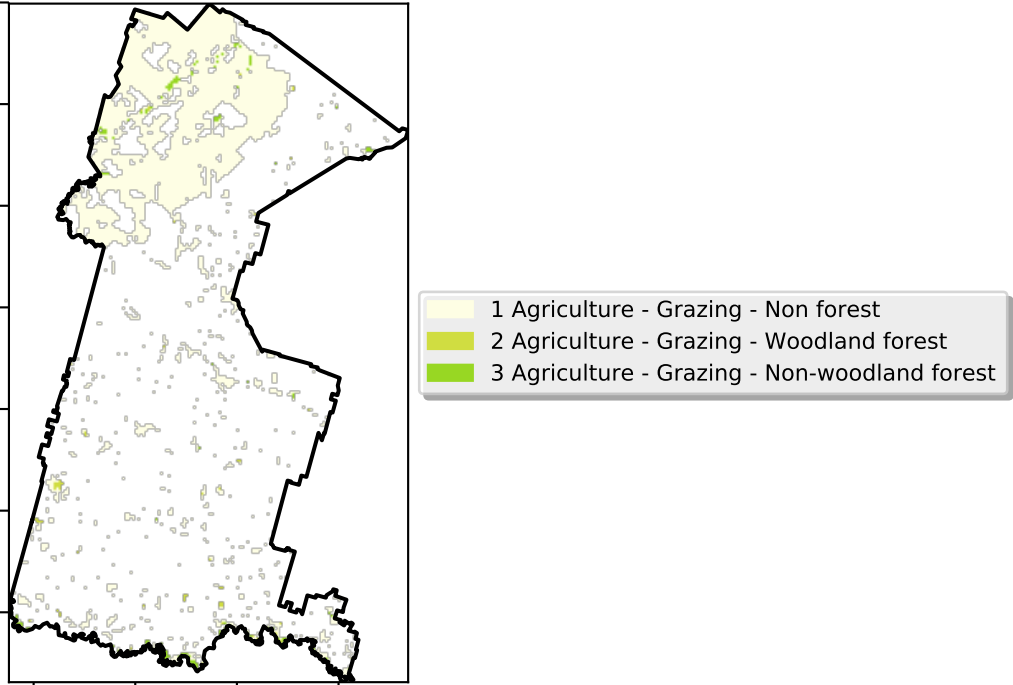 1 Agriculture - Grazing - Non forest
2 Agriculture - Grazing - Woodland forest
3 Agriculture - Grazing - Non-woodland forest